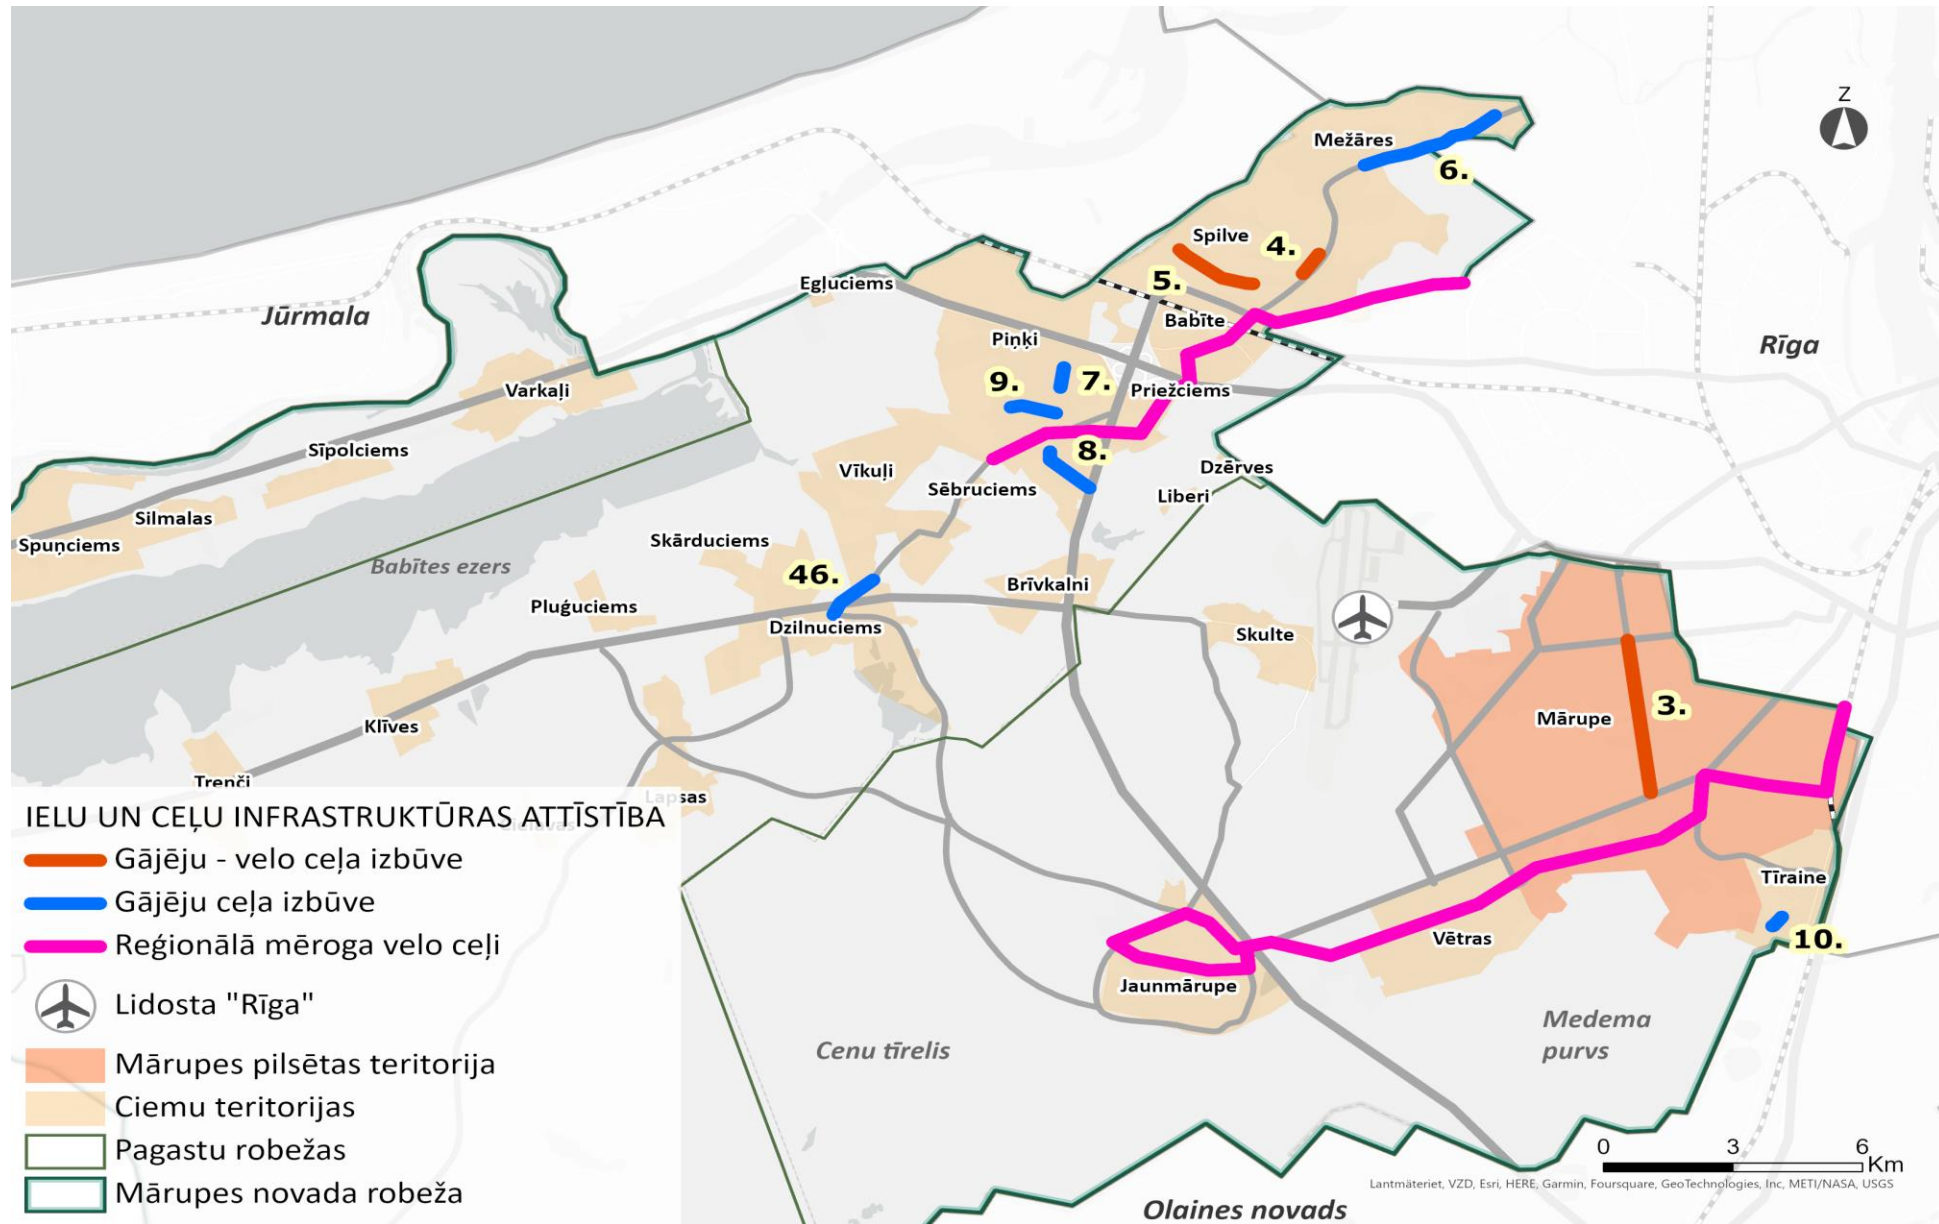 Z
Mežāres
6.
Spilve
4.
5.
Egļuciems
Jūrmala
Babīte
Piņķi
Rīga
9.
7.
Varkaļi
Priežciems
Sīpolciems
8.
Vīkuļi
Dzērves
Sēbruciems
Liberi
Silmalas
Spuņciems
Skārduciems
Babītes ezers
46.
Brīvkalni
Pluģuciems
Dzilnuciems
Skulte
3.
Mārupe
Klīves
Trenči
Lapsas
IELU UN CEĻU INFRASTRUKTŪRAS ATTĪSTĪBA
Gājēju - velo ceļa izbūve
Gājēju ceļa izbūve
Reģionālā mēroga velo ceļi
Lidosta "Rīga"
Mārupes pilsētas teritorija
Ciemu teritorijas
Pagastu robežas
Mārupes novada robeža
Tīraine
Vētras
10.
Jaunmārupe
Medema
purvs
Cenu tīrelis
0 3 6
Km
Lantmäteriet, VZD, Esri, HERE, Garmin, Foursquare, GeoTechnologies, Inc, METI/NASA, USGS
Olaines novads